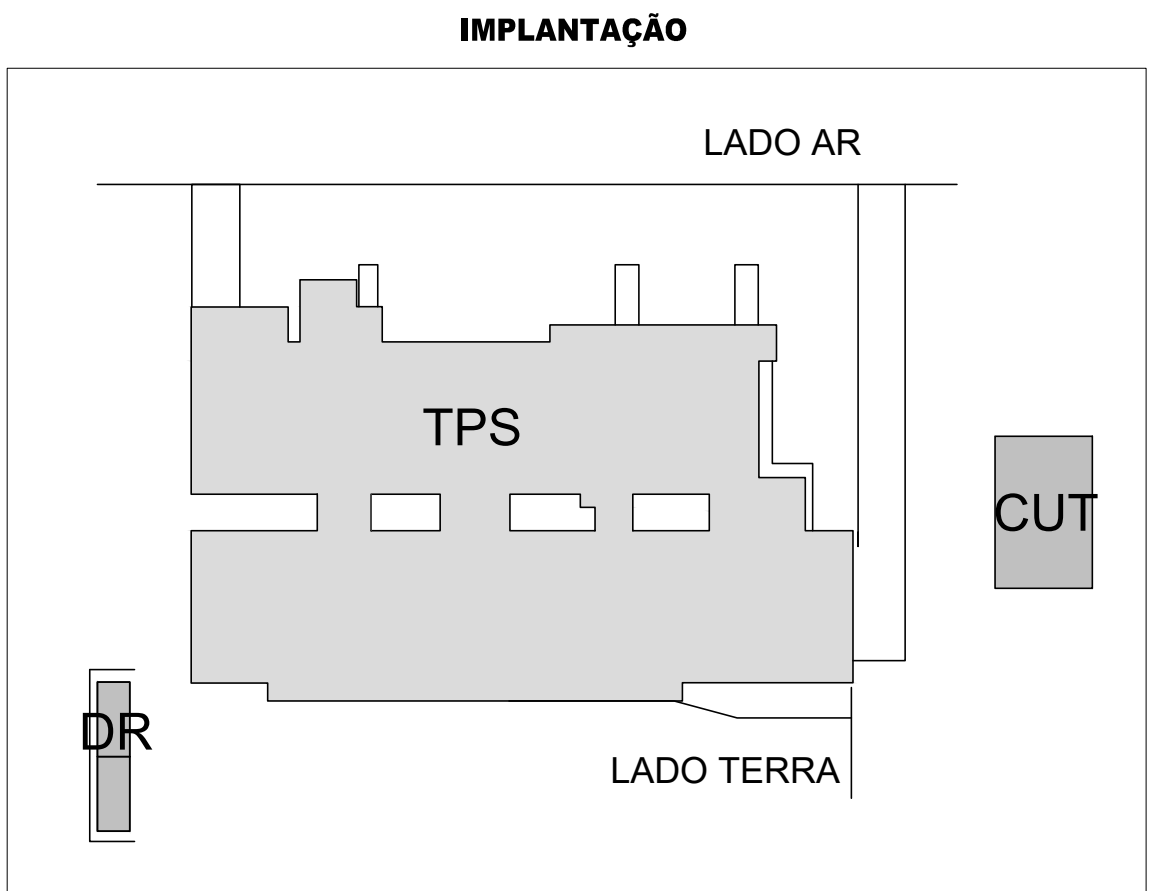 IMPLANTAÇÃO
LADO AR
TPS
CUT
DR
LADO TERRA